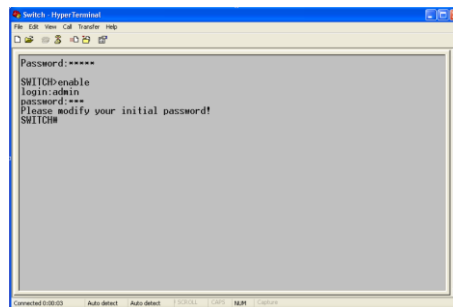 Switch - HyperTerminal
File Edit View Call Transfer Help
Password:*****
SWITCH>enable
login:admin
password:***
Please modify your initial password!
SWITCH#
Connected 0:00:03 Auto detect Auto detect SCROLL CAPS NUM Capture